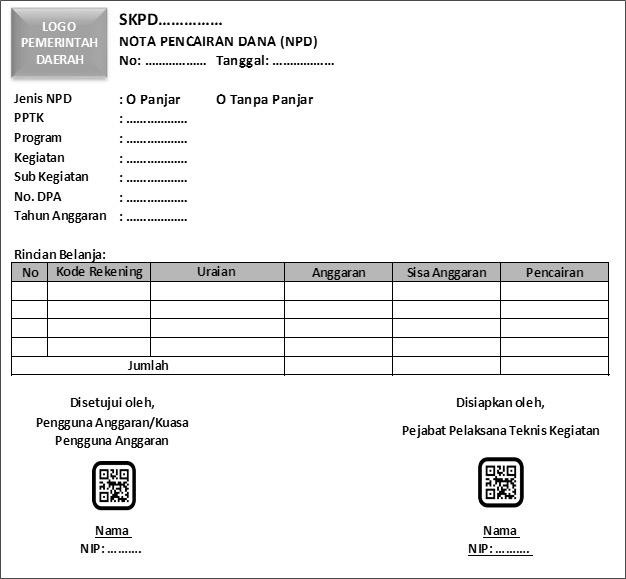 LOGO
PEMERINTAH
DAERAH
SKPD...............
NOTA PENCAIRAN DANA (NPD)
No: .................. Tanggal: ..................
Jenis NPD : O Panjar O Tanpa Panjar
PPTK : ..................
Program : ..................
Kegiatan : ..................
Sub Kegiatan : ..................
No. DPA : ..................
Tahun Anggaran : ..................
Rincian Belanja:
No Kode Rekening Uraian Anggaran Sisa Anggaran Pencairan
Jumlah
Disetujui oleh,
Pengguna Anggaran/Kuasa
Pengguna Anggaran
Nama
NIP: ..........
Disiapkan oleh,
Pejabat Pelaksana Teknis Kegiatan
Nama
NIP: ..........